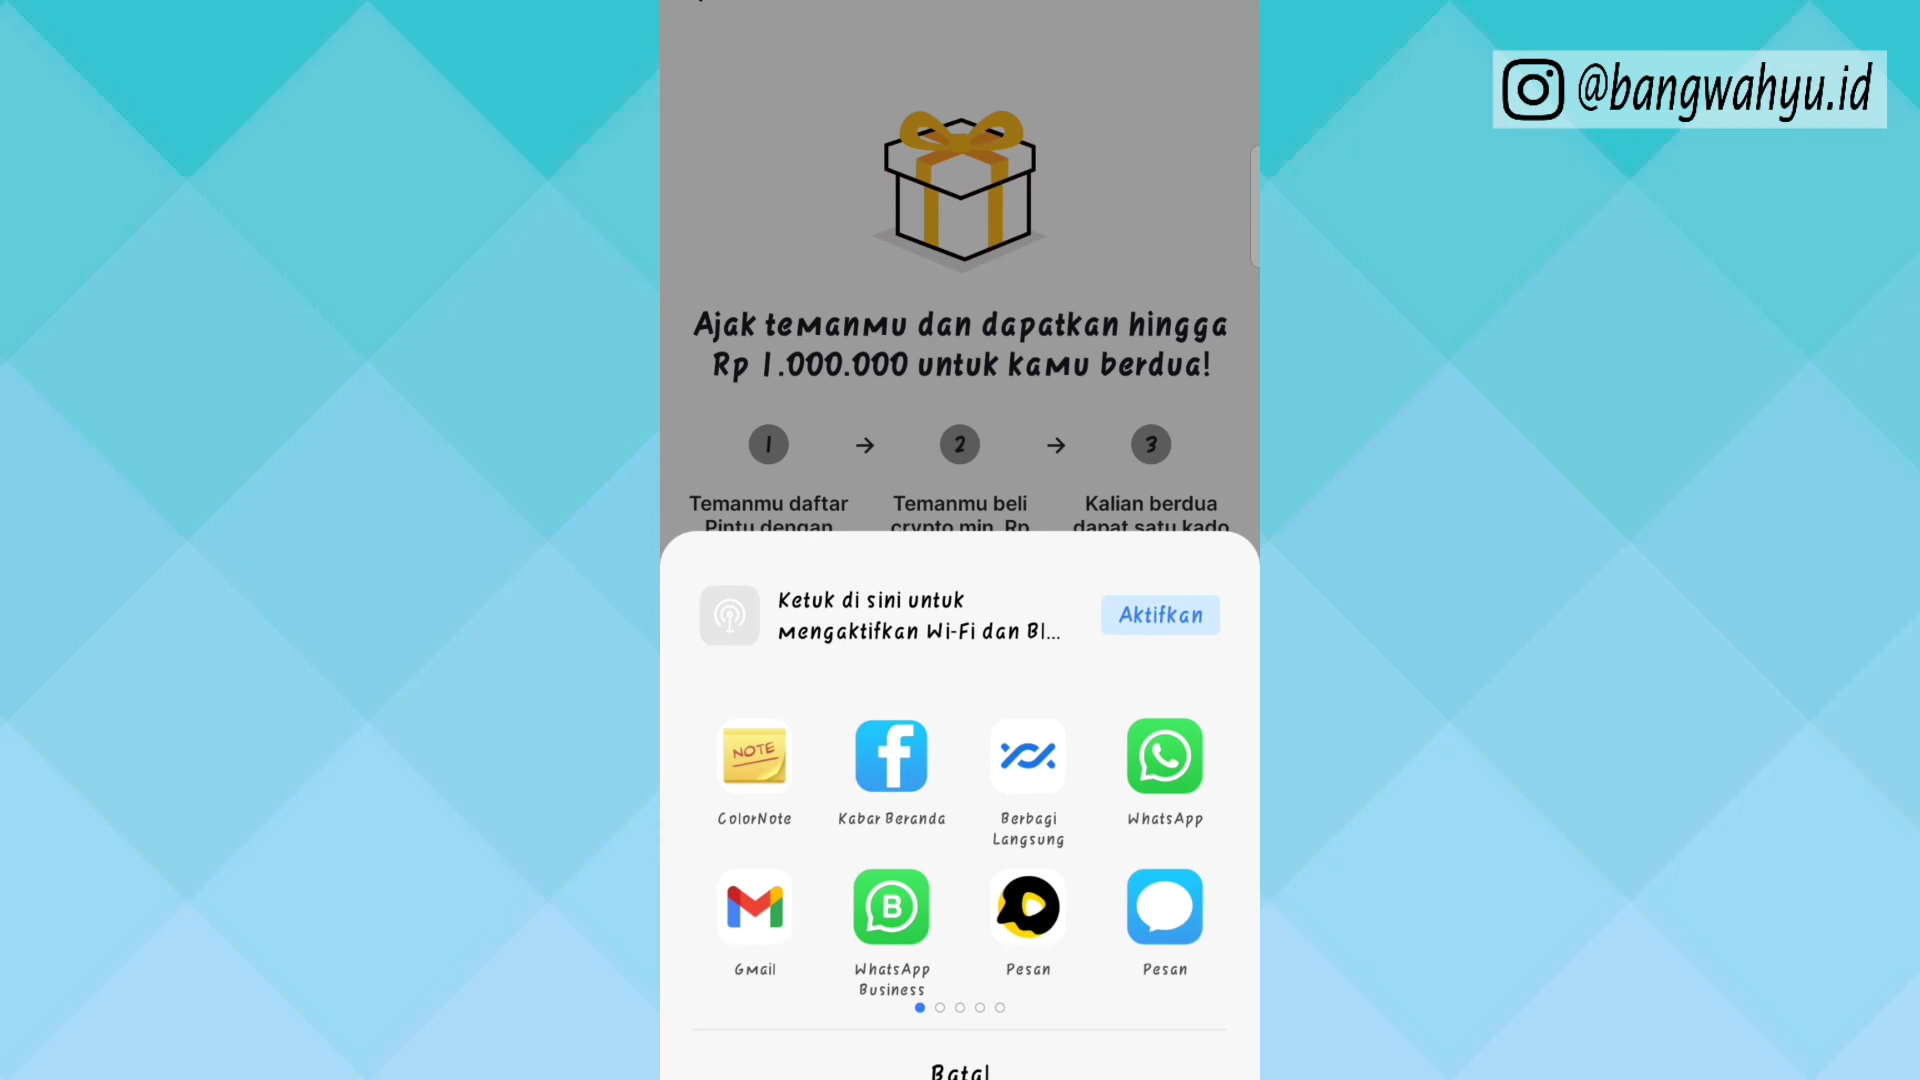 @bangwahyu.id
Ajak temanmu dan dapatkan hingga
Rp 1.000.000 untuk kamu berdua!
1 → 2 → 3
Temanmu daftar Temanmu beli Kalian berdua
Pintu dengan crypto min. Rp dapat satu kado
Ketuk di sini untuk
mengaktifkan Wi-Fi dan Bl...
Aktifkan
NOTE
ColorNote Kabar Beranda Berbagi WhatsApp
Langsung
B
Gmail WhatsApp Pesan Pesan
Business
Batal